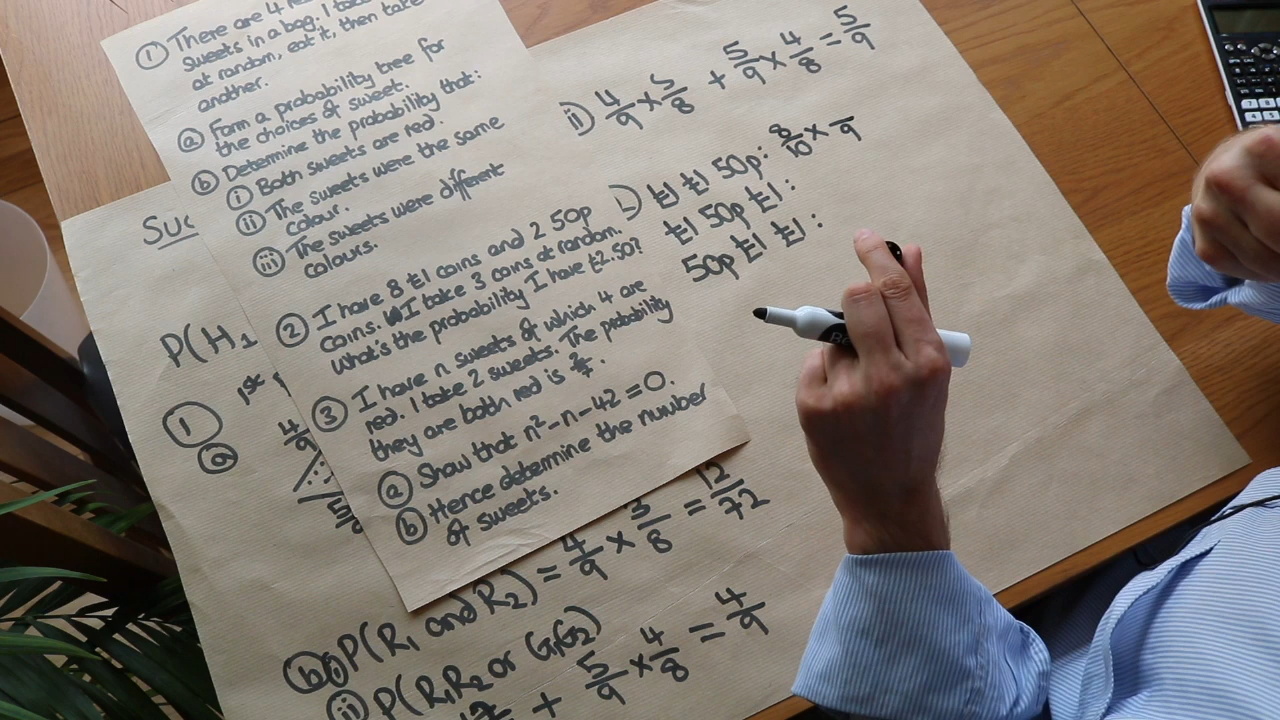 ① There are 4 re
sweets in a bag. I take
at random, eat it, then take
another.
ⓐ Form a probability tree for
the choices of sweet.
ⓑ Determine the probability that:
ⓘ Both sweets are red.
ⓘⓘ The sweets were the same
colour.
ⓘⓘⓘ The sweets were different
colours.
② I have 8 £1 coins and 2 50p
coins. I take 3 coins at random.
What's the probability I have £2.50?
③ I have n sweets of which 4 are
red. I take 2 sweets. The probability
they are both red is 2/7.
ⓐ Show that n²-n-42=0.
ⓑ Hence determine the number
of sweets.
Suc
P(H₁
1st
①
ⓐ
4/9
ⓑⓘ P(R₁ and R₂) = 4/9 × 3/8 = 12/72
ⓘⓘ P(R₁R₂ or G₁G₂)
12/72 + 5/9 × 4/8 = 4/9
ii) 4/9 × 5/8 + 5/9 × 4/8 = 5/9
£1 £1 50p: 8/10 × /9
£1 50p £1:
50p £1 £1: